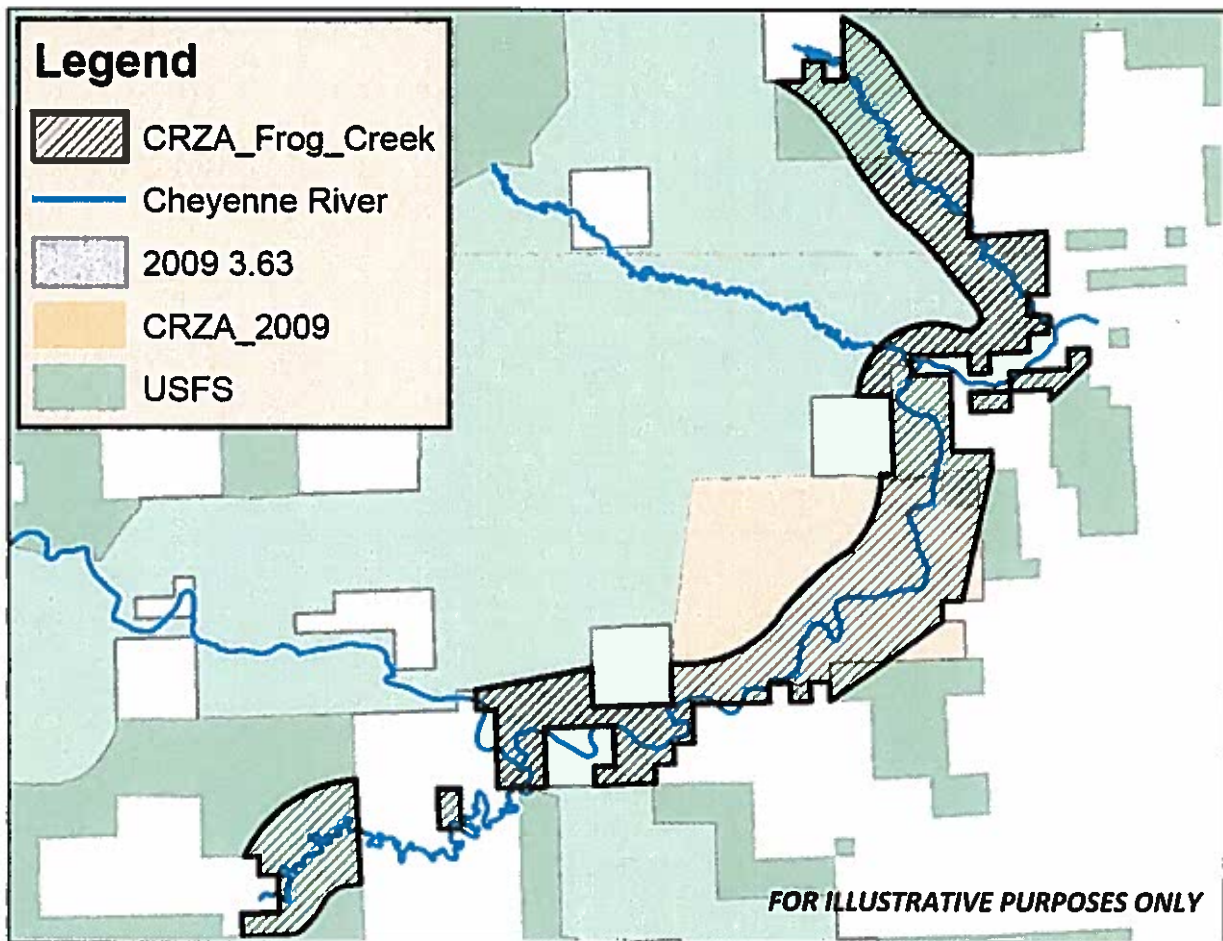 Legend
CRZA_Frog_Creek
Cheyenne River
2009 3.63
CRZA_2009
USFS
FOR ILLUSTRATIVE PURPOSES ONLY